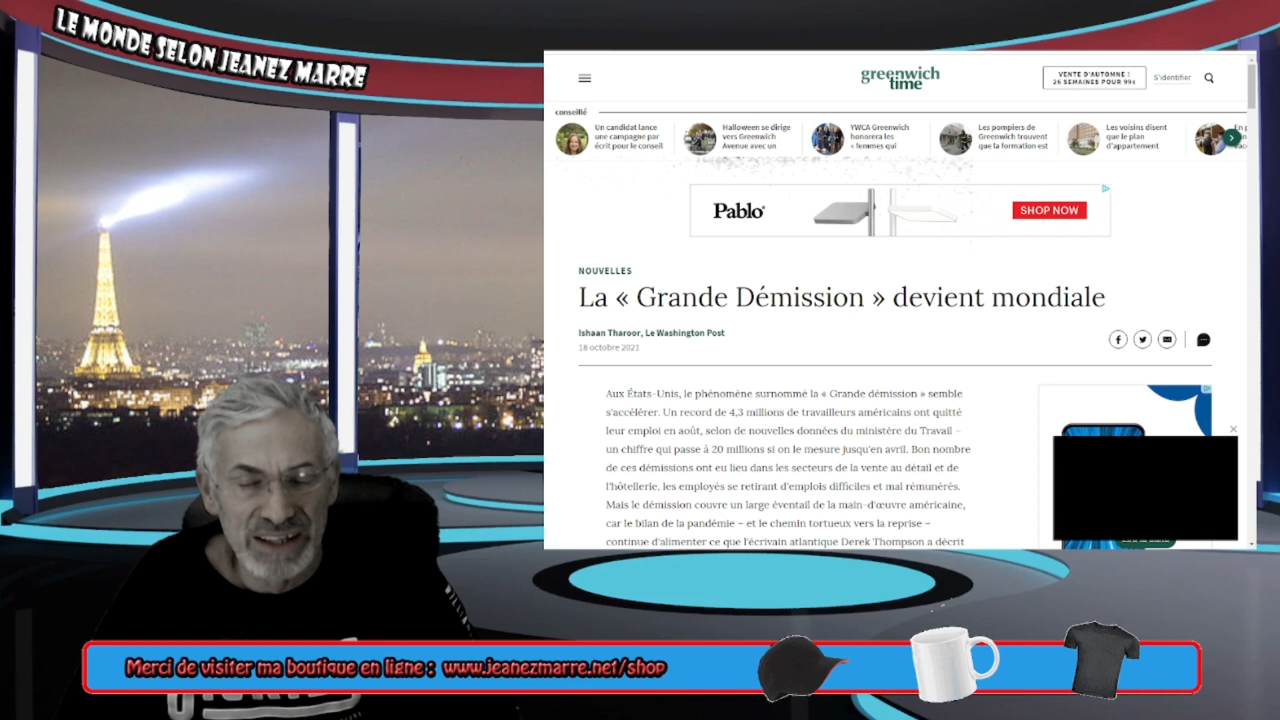 LE MONDE SELON JEANEZ MARRE
greenwich
time
VENTE D'AUTOMNE :
26 SEMAINES POUR 99¢
S'identifier
conseillé
Un candidat lance
une campagne par
écrit pour le conseil
Halloween se dirige
vers Greenwich
Avenue avec un
YWCA Greenwich
honorera les
« femmes qui
Les pompiers de
Greenwich trouvent
que la formation est
Les voisins disent
que le plan
d'appartement
Pablo
SHOP NOW
NOUVELLES
La « Grande Démission » devient mondiale
Ishaan Tharoor, Le Washington Post
18 octobre 2021
Aux États-Unis, le phénomène surnommé la « Grande démission » semble
s'accélérer. Un record de 4,3 millions de travailleurs américains ont quitté
leur emploi en août, selon de nouvelles données du ministère du Travail –
un chiffre qui passe à 20 millions si on le mesure jusqu'en avril. Bon nombre
de ces démissions ont eu lieu dans les secteurs de la vente au détail et de
l'hôtellerie, les employés se retirant d'emplois difficiles et mal rémunérés.
Mais le démission couvre un large éventail de la main-d'œuvre américaine,
car le bilan de la pandémie – et le chemin tortueux vers la reprise –
continue d'alimenter ce que l'écrivain atlantique Derek Thompson a décrit
Merci de visiter ma boutique en ligne : www.jeanezmarre.net/shop